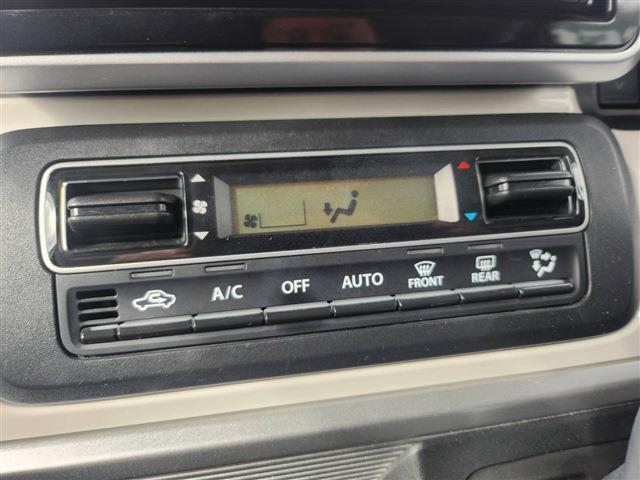 A/C OFF AUTO FRONT REAR